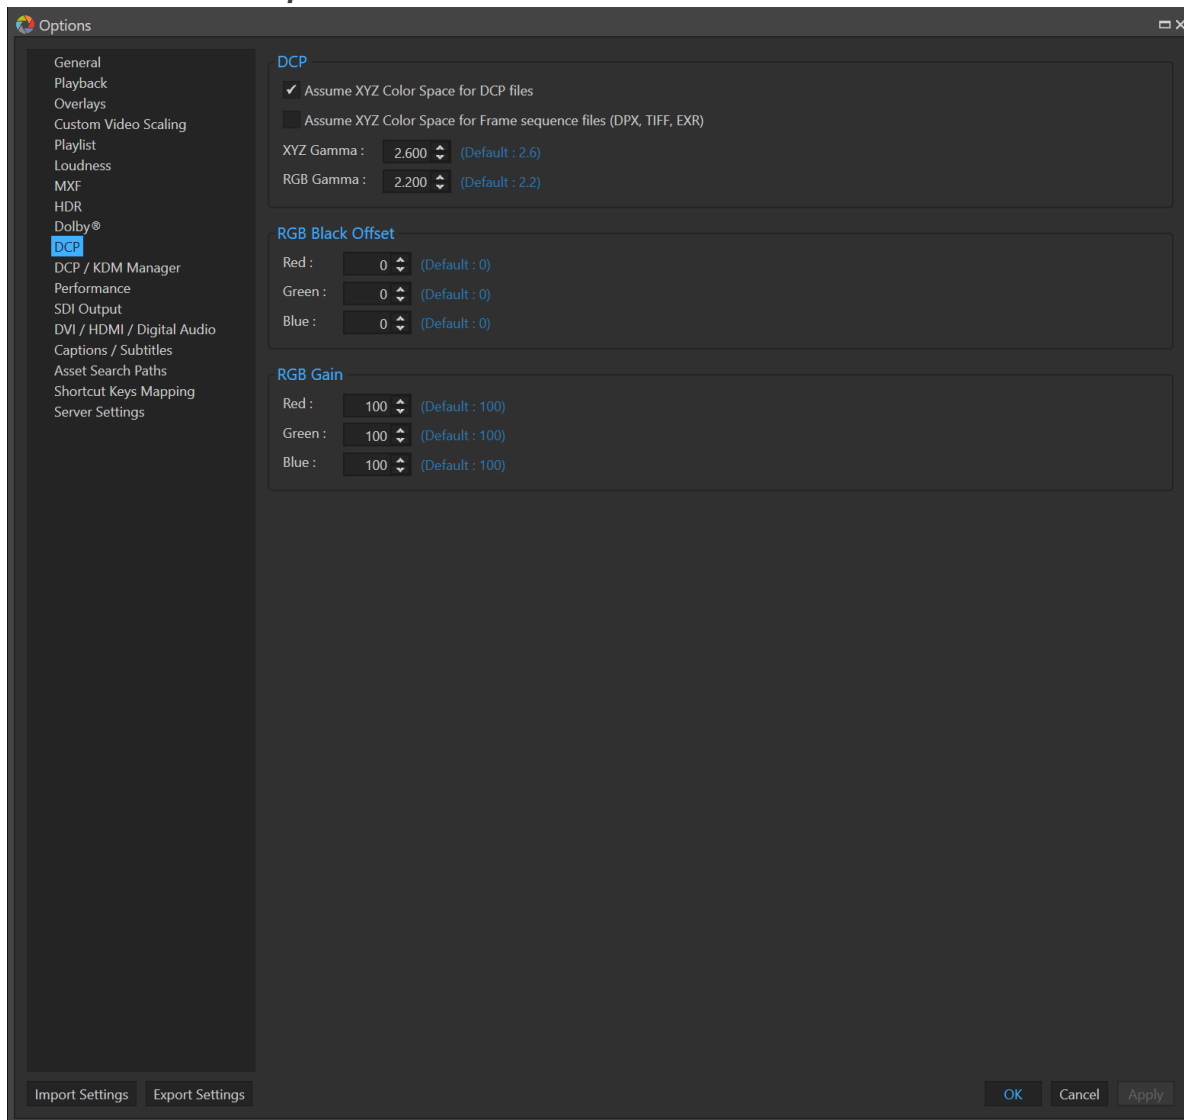 Options
General
Playback
Overlays
Custom Video Scaling
Playlist
Loudness
MXF
HDR
Dolby®
DCP
DCP / KDM Manager
Performance
SDI Output
DVI / HDMI / Digital Audio
Captions / Subtitles
Asset Search Paths
Shortcut Keys Mapping
Server Settings
DCP
Assume XYZ Color Space for DCP files
Assume XYZ Color Space for Frame sequence files (DPX, TIFF, EXR)
XYZ Gamma : 2.600 (Default : 2.6)
RGB Gamma : 2.200 (Default : 2.2)
RGB Black Offset
Red : 0 (Default : 0)
Green : 0 (Default : 0)
Blue : 0 (Default : 0)
RGB Gain
Red : 100 (Default : 100)
Green : 100 (Default : 100)
Blue : 100 (Default : 100)
Import Settings Export Settings OK Cancel Apply